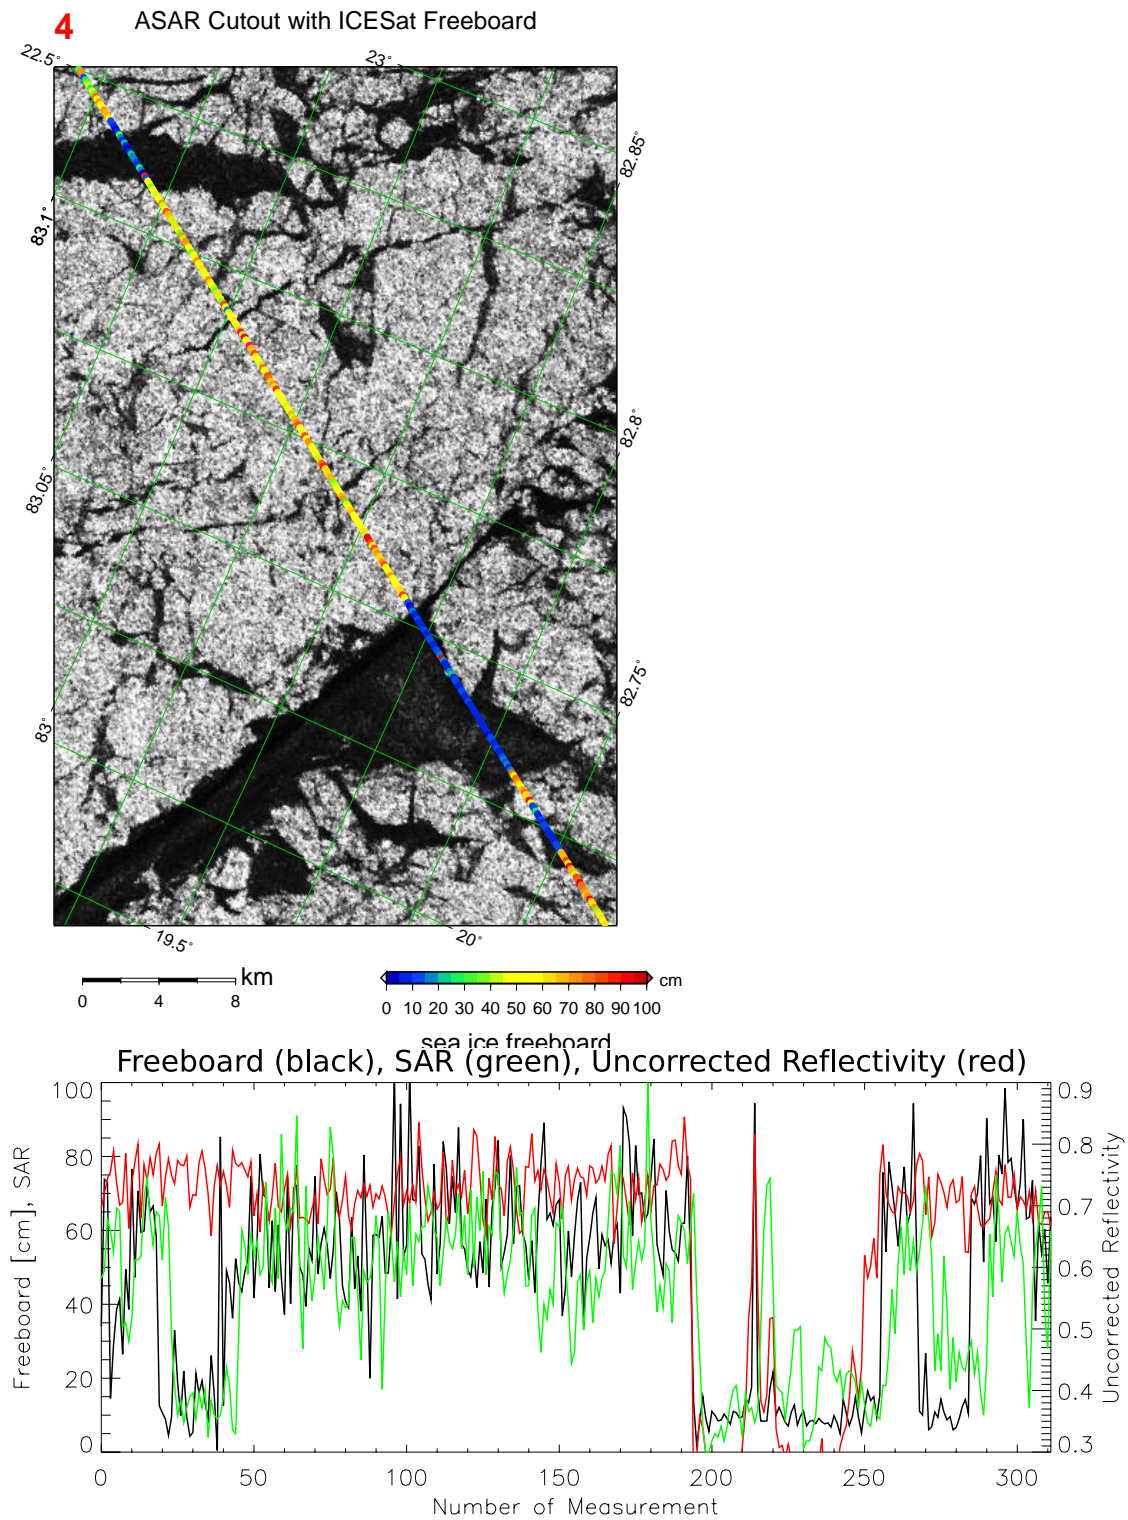 4
ASAR Cutout with ICESat Freeboard
22.5°
23°
82.85°
83.1°
82.8°
83.05°
82.75°
83°
19.5°
20°
km
0 4 8
cm
0 10 20 30 40 50 60 70 80 90 100
sea ice freeboard
Freeboard (black), SAR (green), Uncorrected Reflectivity (red)
100
80
60
40
20
0
Freeboard [cm], SAR
0.9
0.8
0.7
0.6
0.5
0.4
0.3
Uncorrected Reflectivity
0 50 100 150 200 250 300
Number of Measurement